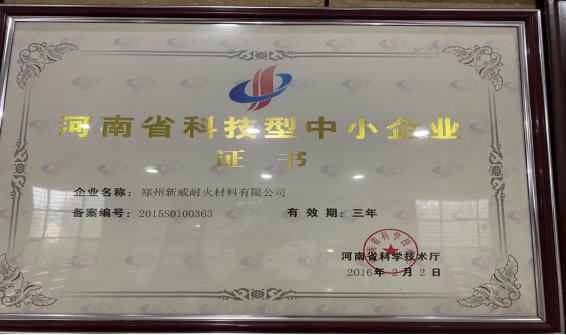 河南省科技型中小企业
证书
企业名称：郑州新威耐火材料有限公司
备案编号：2015S0100363 有效期：三年
河南省科学技术厅
2016年2月2日